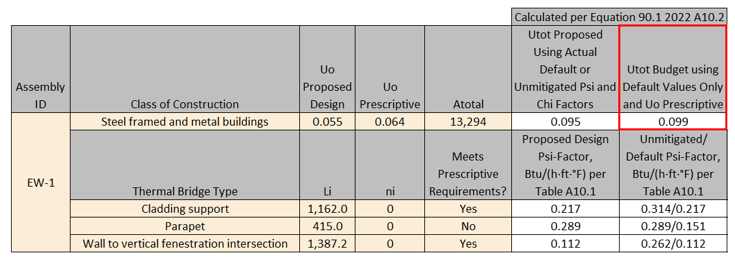 Calculated per Equation 90.1 2022 A10.2
Assembly ID
Class of Construction
Uo Proposed Design
Uo Prescriptive
Atotal
Utot Proposed Using Actual Default or Unmitigated Psi and Chi Factors
Utot Budget using Default Values Only and Uo Prescriptive
EW-1
Steel framed and metal buildings 0.055 0.064 13,294 0.095 0.099
Thermal Bridge Type
Li
ni
Meets Prescriptive Requirements?
Proposed Design Psi-Factor, Btu/(h·ft·°F) per Table A10.1
Unmitigated/ Default Psi-Factor, Btu/(h·ft·°F) per Table A10.1
Cladding support 1,162.0 0 Yes 0.217 0.314/0.217
Parapet 415.0 0 No 0.289 0.289/0.151
Wall to vertical fenestration intersection 1,387.2 0 Yes 0.112 0.262/0.112